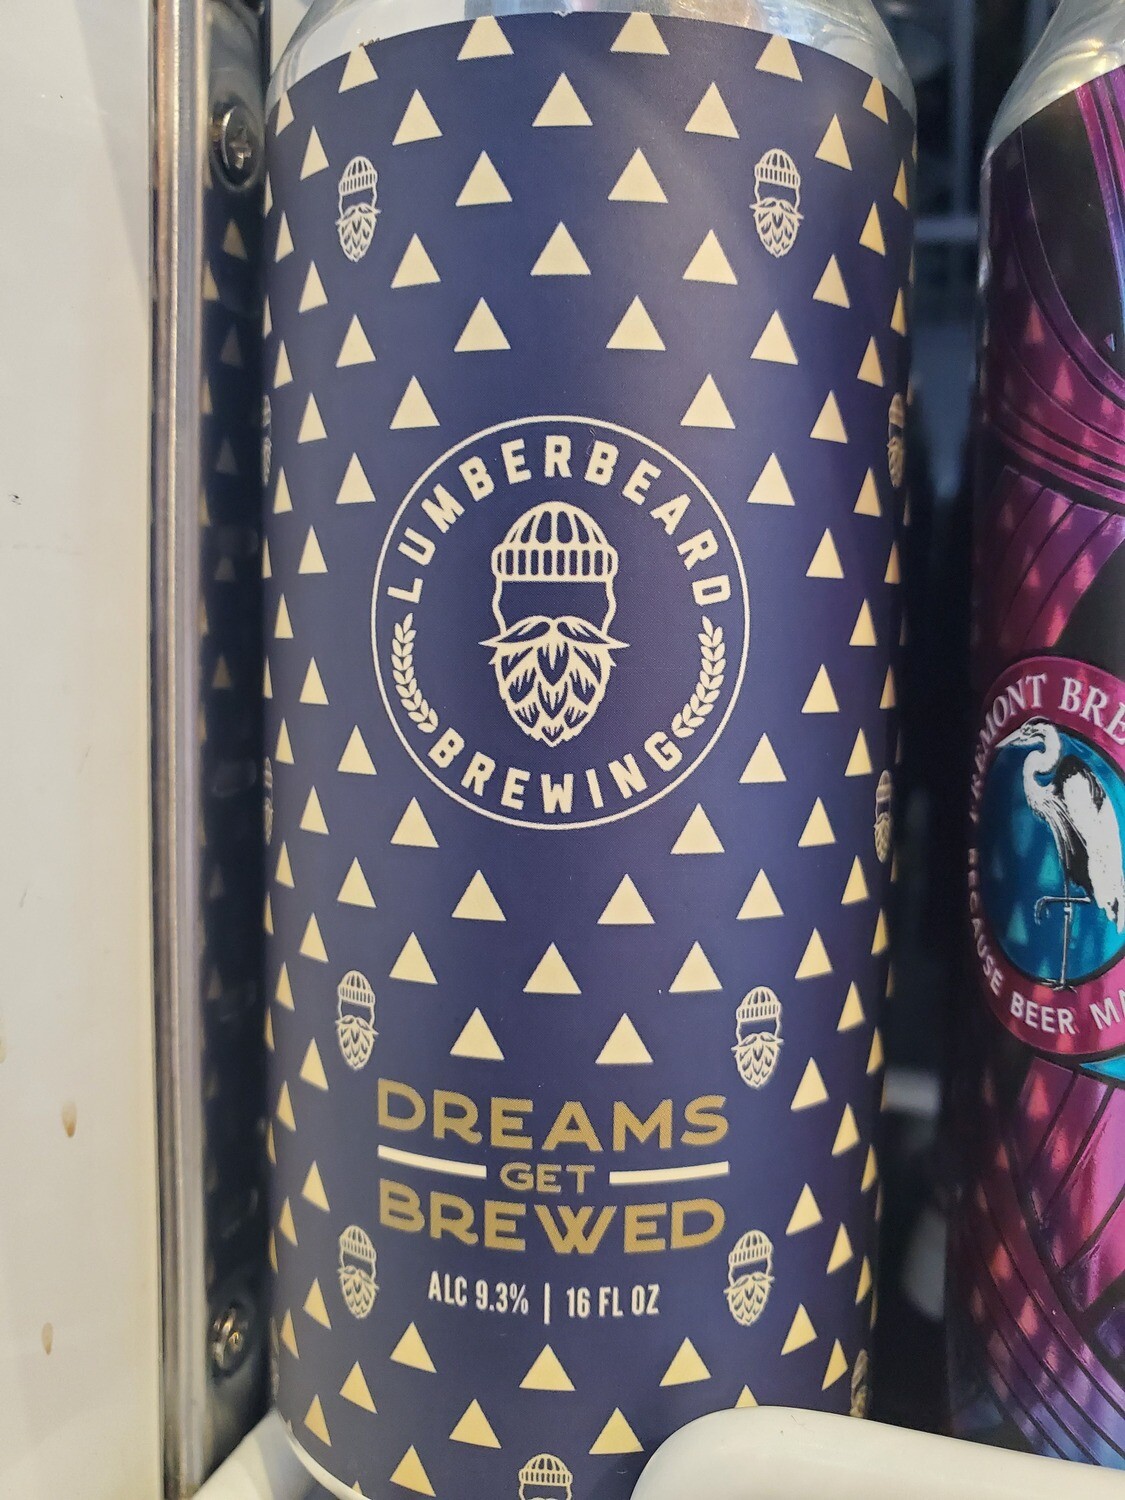 LUMBERBEARD
BREWING
DREAMS
GET
BREWED
ALC 9.3% | 16 FL OZ
BEER